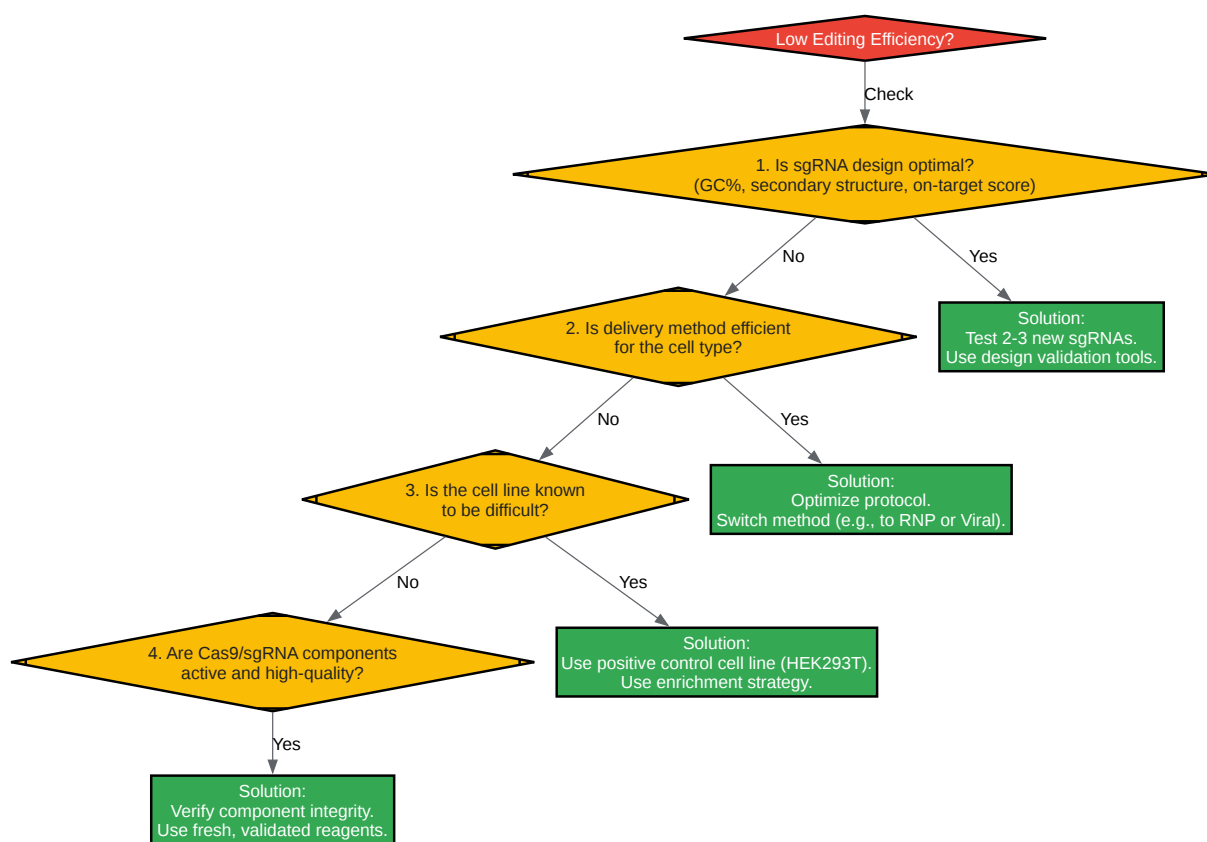 Low Editing Efficiency?
Check
1. Is sgRNA design optimal?
(GC%, secondary structure, on-target score)
No
Yes
2. Is delivery method efficient
for the cell type?
Solution:
Test 2-3 new sgRNAs.
Use design validation tools.
No
Yes
3. Is the cell line known
to be difficult?
Solution:
Optimize protocol.
Switch method (e.g., to RNP or Viral).
No
Yes
4. Are Cas9/sgRNA components
active and high-quality?
Solution:
Use positive control cell line (HEK293T).
Use enrichment strategy.
Yes
Solution:
Verify component integrity.
Use fresh, validated reagents.